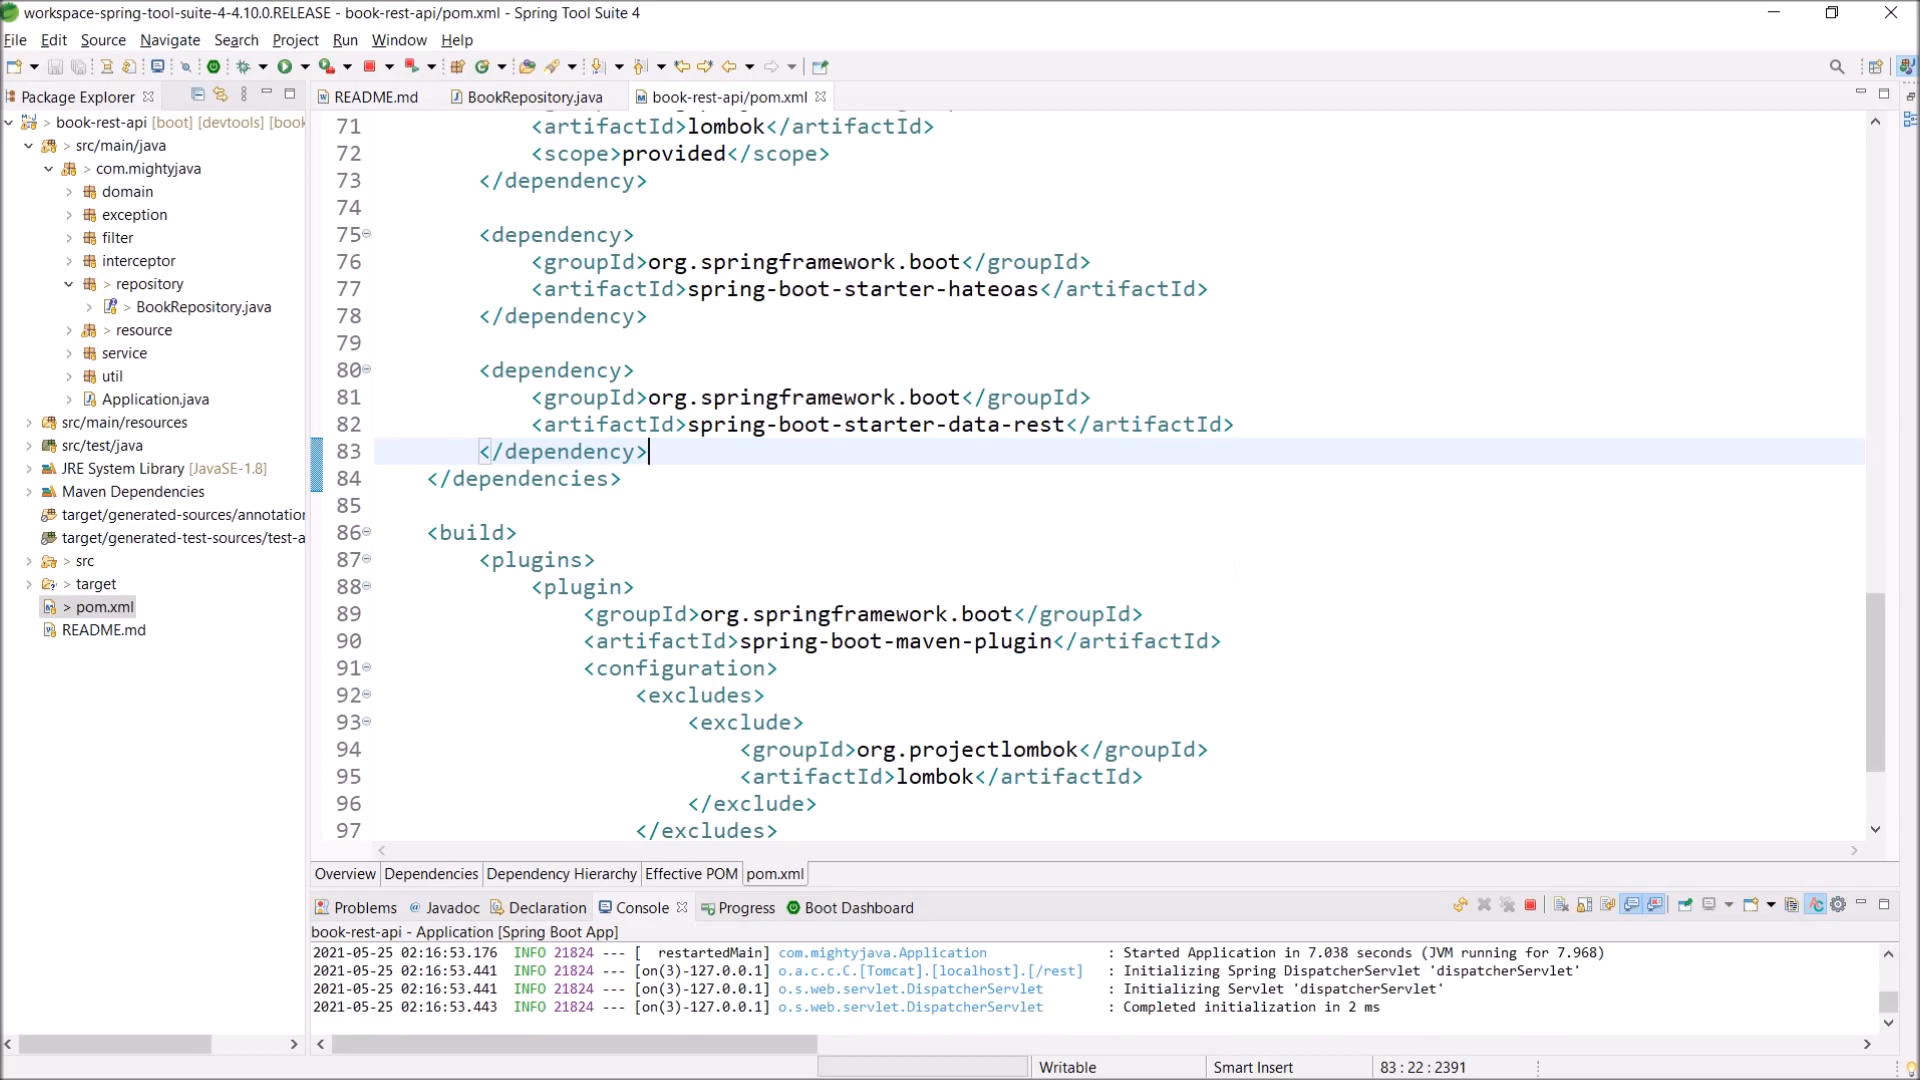 workspace-spring-tool-suite-4-4.10.0.RELEASE - book-rest-api/pom.xml - Spring Tool Suite 4
File Edit Source Navigate Search Project Run Window Help
Package Explorer
README.md BookRepository.java book-rest-api/pom.xml
> book-rest-api [boot] [devtools] [book
> src/main/java
> com.mightyjava
domain
exception
filter
interceptor
> repository
> BookRepository.java
> resource
service
util
Application.java
src/main/resources
src/test/java
JRE System Library [JavaSE-1.8]
Maven Dependencies
target/generated-sources/annotation
target/generated-test-sources/test-a
> src
> target
> pom.xml
README.md
71 <artifactId>lombok</artifactId>
72 <scope>provided</scope>
73 </dependency>
74
75 <dependency>
76 <groupId>org.springframework.boot</groupId>
77 <artifactId>spring-boot-starter-hateoas</artifactId>
78 </dependency>
79
80 <dependency>
81 <groupId>org.springframework.boot</groupId>
82 <artifactId>spring-boot-starter-data-rest</artifactId>
83 </dependency>
84 </dependencies>
85
86 <build>
87 <plugins>
88 <plugin>
89 <groupId>org.springframework.boot</groupId>
90 <artifactId>spring-boot-maven-plugin</artifactId>
91 <configuration>
92 <excludes>
93 <exclude>
94 <groupId>org.projectlombok</groupId>
95 <artifactId>lombok</artifactId>
96 </exclude>
97 </excludes>
Overview Dependencies Dependency Hierarchy Effective POM pom.xml
Problems @ Javadoc Declaration Console Progress Boot Dashboard
book-rest-api - Application [Spring Boot App]
2021-05-25 02:16:53.176 INFO 21824 --- [ restartedMain] com.mightyjava.Application : Started Application in 7.038 seconds (JVM running for 7.968)
2021-05-25 02:16:53.441 INFO 21824 --- [on(3)-127.0.0.1] o.a.c.c.C.[Tomcat].[localhost].[/rest] : Initializing Spring DispatcherServlet 'dispatcherServlet'
2021-05-25 02:16:53.441 INFO 21824 --- [on(3)-127.0.0.1] o.s.web.servlet.DispatcherServlet : Initializing Servlet 'dispatcherServlet'
2021-05-25 02:16:53.443 INFO 21824 --- [on(3)-127.0.0.1] o.s.web.servlet.DispatcherServlet : Completed initialization in 2 ms
Writable Smart Insert 83 : 22 : 2391